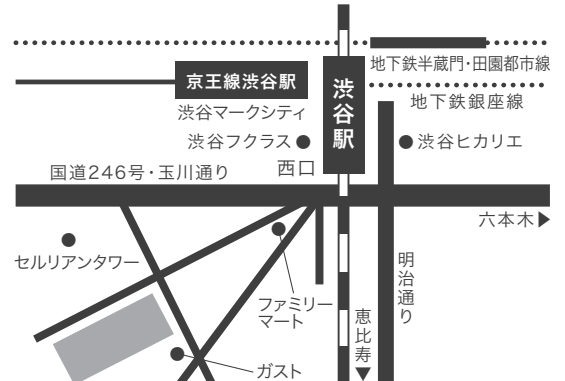 地下鉄半蔵門・田園都市線
京王線渋谷駅
渋谷駅
地下鉄銀座線
渋谷マークシティ
渋谷フクラス
渋谷ヒカリエ
西口
国道246号・玉川通り
六本木
セルリアンタワー
明治通り
ファミリー
マート
恵比寿
ガスト